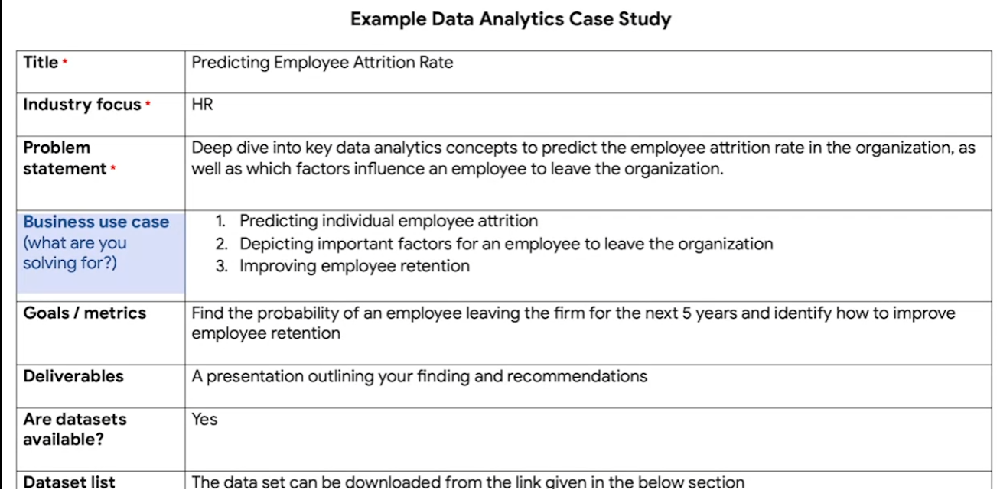 Example Data Analytics Case Study
Title *
Predicting Employee Attrition Rate
Industry focus *
HR
Problem
statement *
Deep dive into key data analytics concepts to predict the employee attrition rate in the organization, as
well as which factors influence an employee to leave the organization.
Business use case
(what are you
solving for?)
1. Predicting individual employee attrition
2. Depicting important factors for an employee to leave the organization
3. Improving employee retention
Goals / metrics
Find the probability of an employee leaving the firm for the next 5 years and identify how to improve
employee retention
Deliverables
A presentation outlining your finding and recommendations
Are datasets
available?
Yes
Dataset list
The data set can be downloaded from the link given in the below section